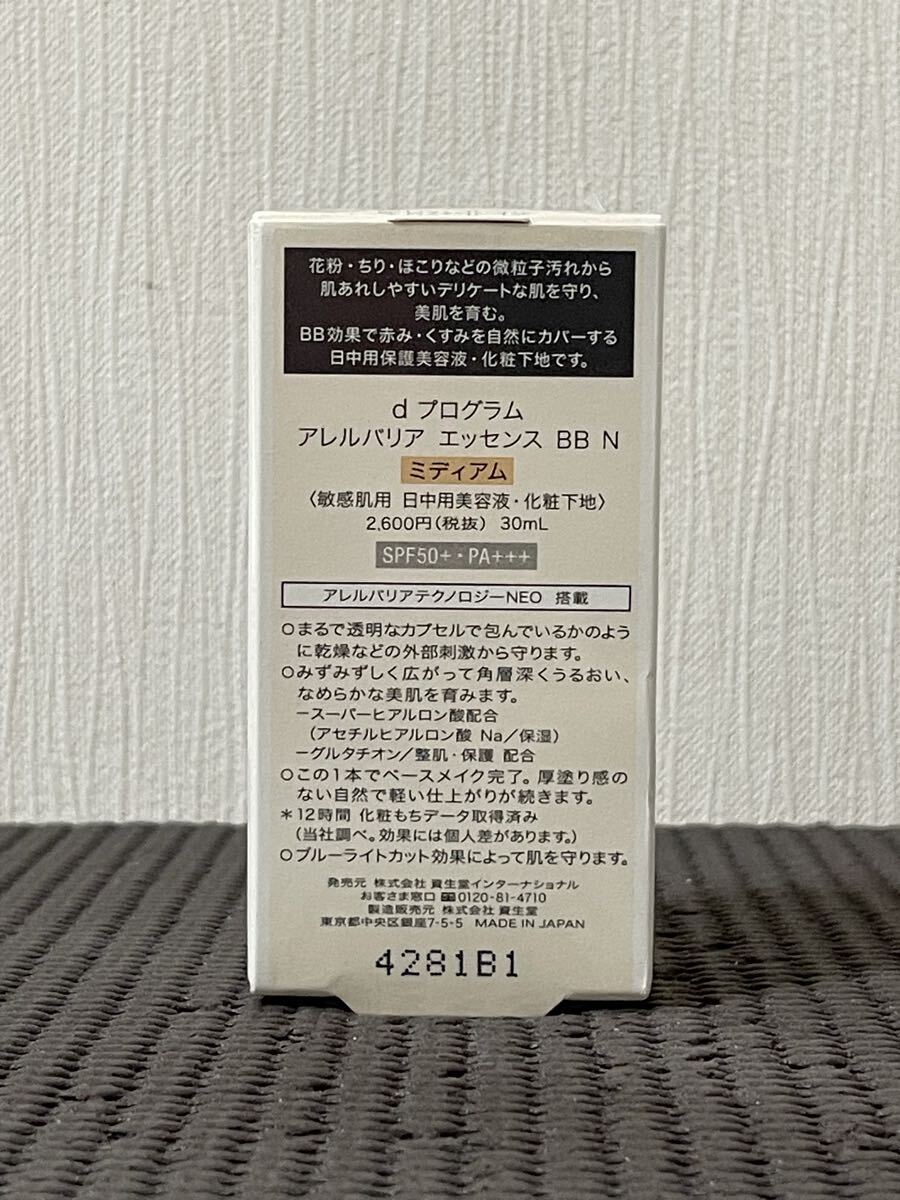 花粉・ちり・ほこりなどの微粒子汚れから
肌あれしやすいデリケートな肌を守り、
美肌を育む。
BB効果で赤み・くすみを自然にカバーする
日中用保護美容液・化粧下地です。
d プログラム
アレルバリア エッセンス BB N
ミディアム
〈敏感肌用 日中用美容液・化粧下地〉
2,600円(税抜) 30mL
SPF50+・PA+++
アレルバリアテクノロジーNEO 搭載
○まるで透明なカプセルで包んでいるかのよう
に乾燥などの外部刺激から守ります。
○みずみずしく広がって角層深くうるおい、
なめらかな美肌を育みます。
−スーパーヒアルロン酸配合
(アセチルヒアルロン酸 Na/保湿)
−グルタチオン/整肌・保護 配合
○この1本でベースメイク完了。厚塗り感の
ない自然で軽い仕上がりが続きます。
*12時間 化粧もちデータ取得済み
(当社調べ。効果には個人差があります。)
○ブルーライトカット効果によって肌を守ります。
発売元 株式会社 資生堂インターナショナル
お客さま窓口 0120-81-4710
製造販売元 株式会社 資生堂
東京都中央区銀座7-5-5 MADE IN JAPAN
4281B1